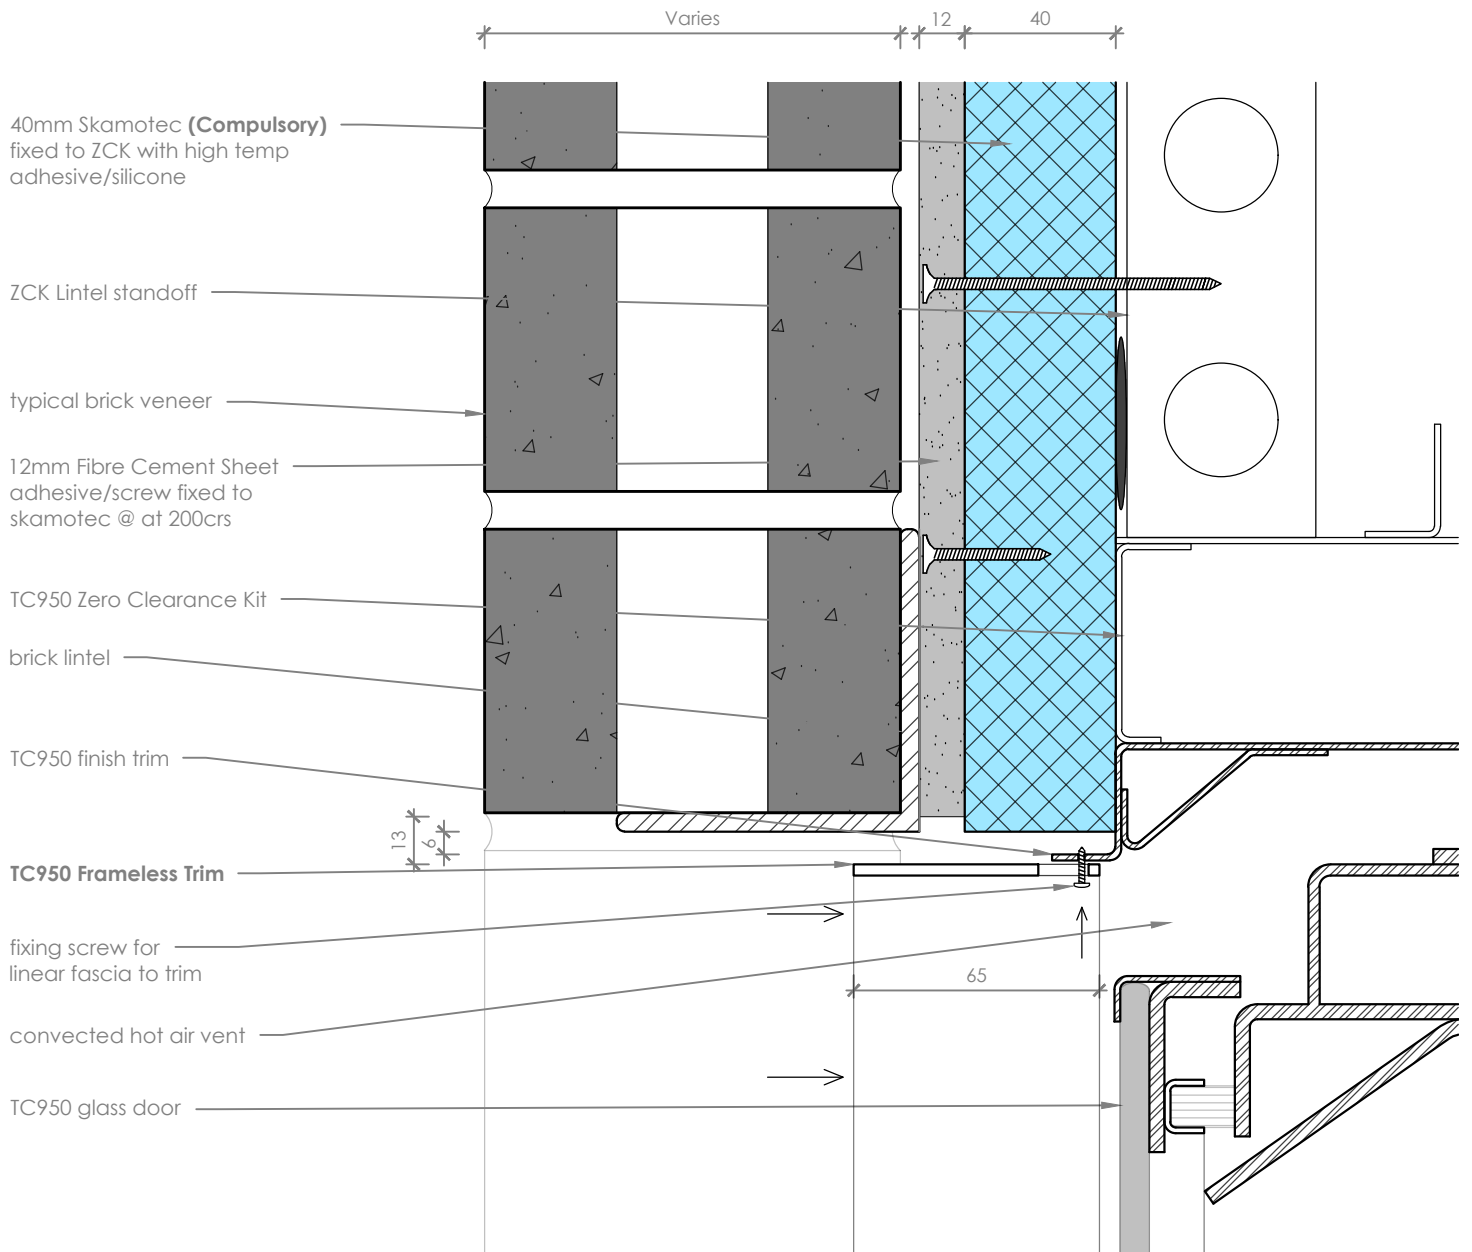 Varies
12
40
40mm Skamotec (Compulsory)
fixed to ZCK with high temp
adhesive/silicone
ZCK Lintel standoff
typical brick veneer
12mm Fibre Cement Sheet
adhesive/screw fixed to
skamotec @ at 200crs
TC950 Zero Clearance Kit
brick lintel
TC950 finish trim
13
6
TC950 Frameless Trim
fixing screw for
linear fascia to trim
65
convected hot air vent
TC950 glass door